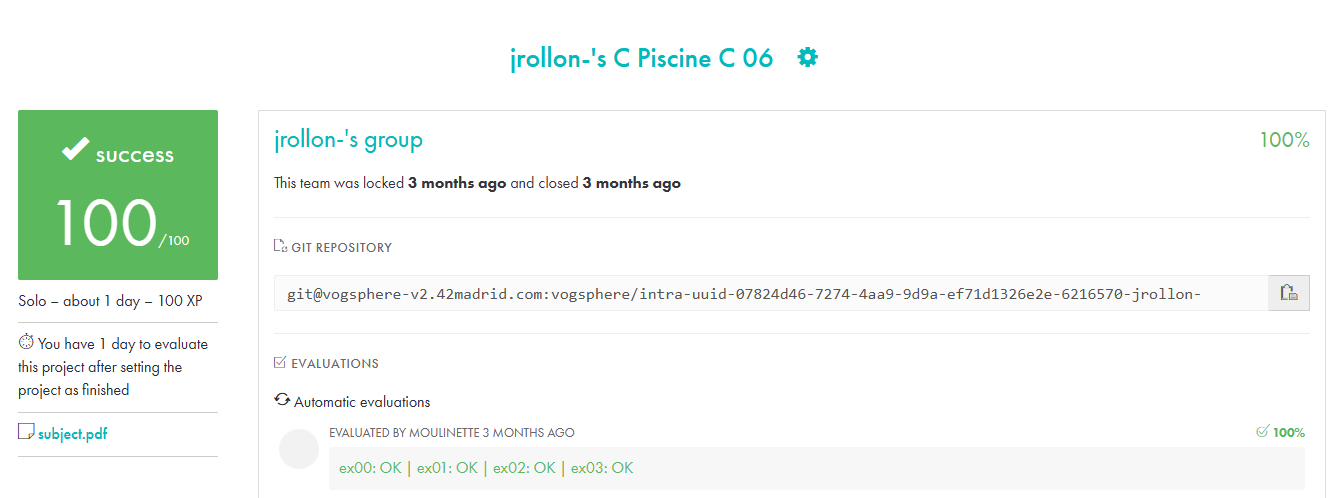 jrollon-'s C Piscine C 06
success
100/100
Solo – about 1 day – 100 XP
You have 1 day to evaluate
this project after setting the
project as finished
subject.pdf
jrollon-'s group
100%
This team was locked 3 months ago and closed 3 months ago
GIT REPOSITORY
git@vogsphere-v2.42madrid.com:vogsphere/intra-uuid-07824d46-7274-4aa9-9d9a-ef71d1326e2e-6216570-jrollon-
EVALUATIONS
Automatic evaluations
EVALUATED BY MOULINETTE 3 MONTHS AGO
100%
ex00: OK | ex01: OK | ex02: OK | ex03: OK